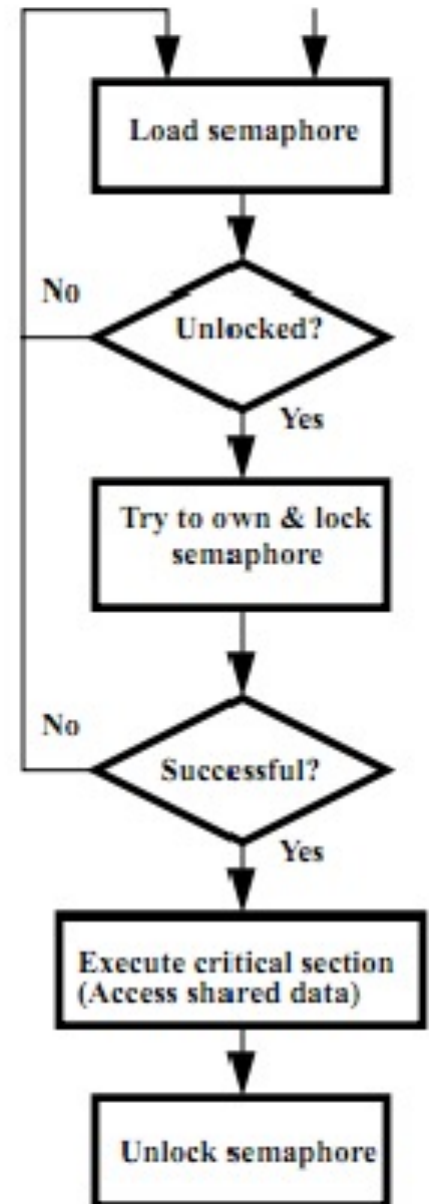 Load semaphore
No
Unlocked?
Yes
Try to own & lock
semaphore
No
Successful?
Yes
Execute critical section
(Access shared data)
Unlock semaphore